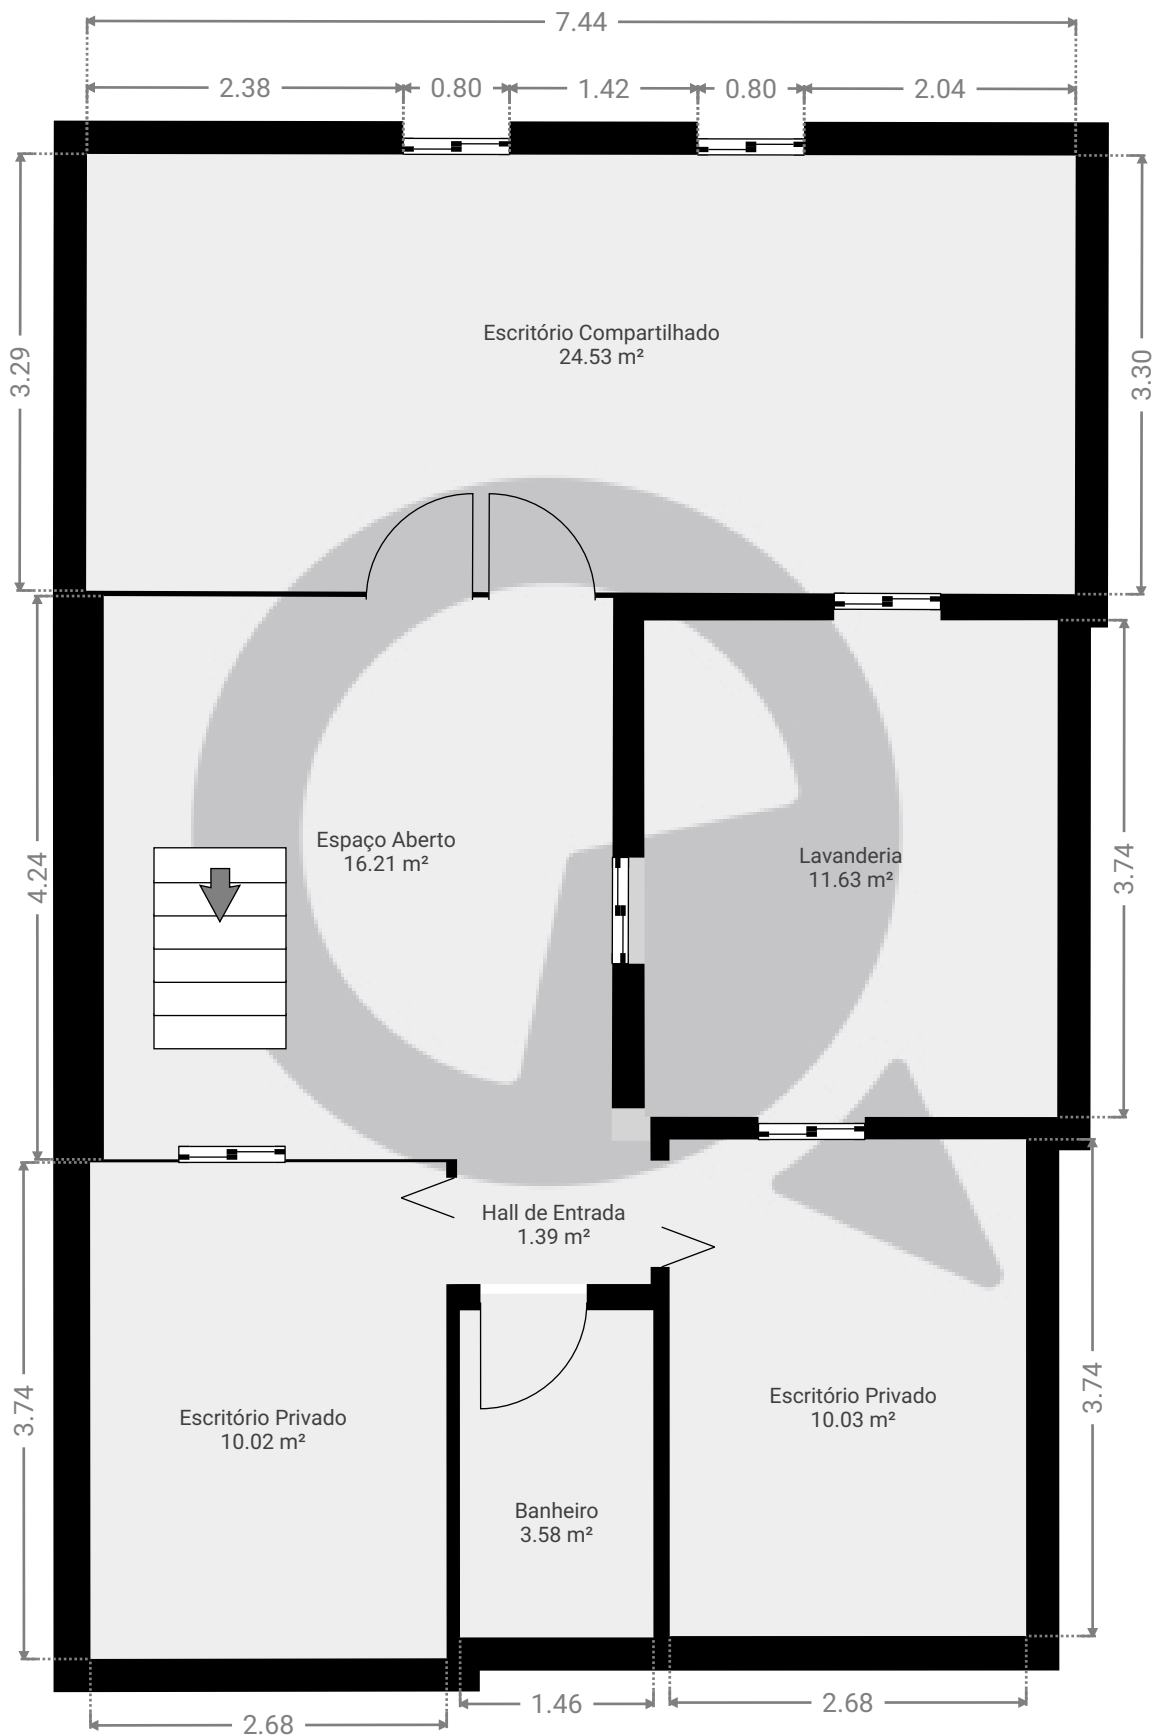 7.44
2.38
0.80
1.42
0.80
2.04
3.29
3.30
Escritório Compartilhado
24.53 m²
4.24
3.74
Espaço Aberto
16.21 m²
Lavanderia
11.63 m²
Hall de Entrada
1.39 m²
3.74
3.74
Escritório Privado
10.02 m²
Escritório Privado
10.03 m²
Banheiro
3.58 m²
1.46
2.68
2.68